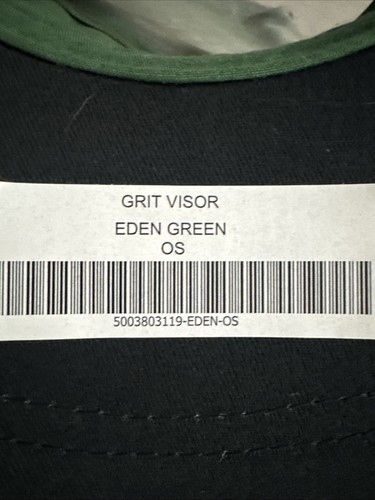 GRIT VISOR
EDEN GREEN
OS
5003803119-EDEN-OS